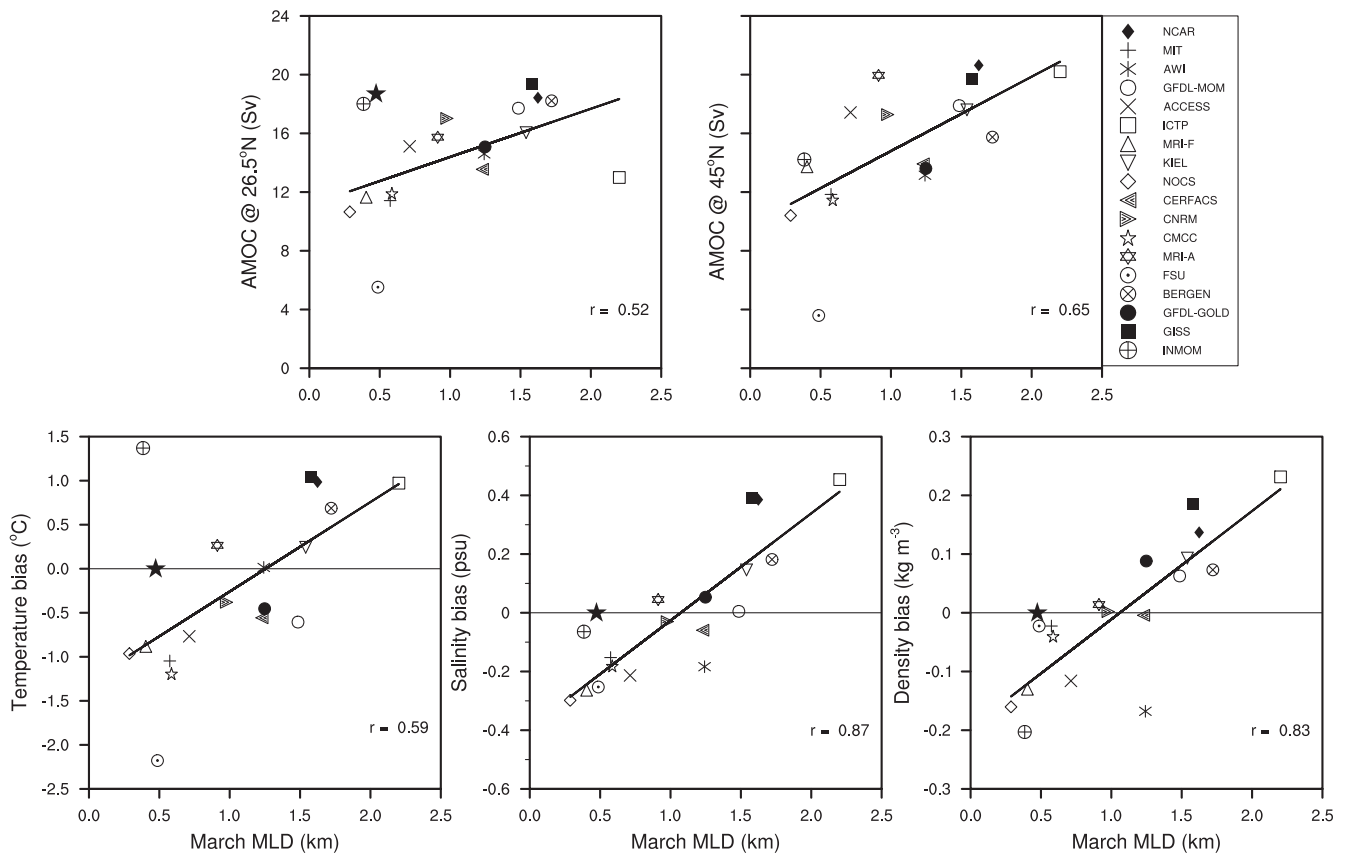 AMOC @ 26.5°N (Sv)
24
20
16
12
8
4
0
0.0 0.5 1.0 1.5 2.0 2.5
r = 0.52
AMOC @ 45°N (Sv)
0.0 0.5 1.0 1.5 2.0 2.5
r = 0.65
NCAR
MIT
AWI
GFDL-MOM
ACCESS
ICTP
MRI-F
KIEL
NOCS
CERFACS
CNRM
CMCC
MRI-A
FSU
BERGEN
GFDL-GOLD
GISS
INMOM
Temperature bias (°C)
1.5
1.0
0.5
0.0
-0.5
-1.0
-1.5
-2.0
-2.5
0.0 0.5 1.0 1.5 2.0 2.5
March MLD (km)
r = 0.59
Salinity bias (psu)
0.6
0.4
0.2
0
-0.2
-0.4
-0.6
0.0 0.5 1.0 1.5 2.0 2.5
March MLD (km)
r = 0.87
Density bias (kg m⁻³)
0.3
0.2
0.1
0
-0.1
-0.2
-0.3
0.0 0.5 1.0 1.5 2.0 2.5
March MLD (km)
r = 0.83